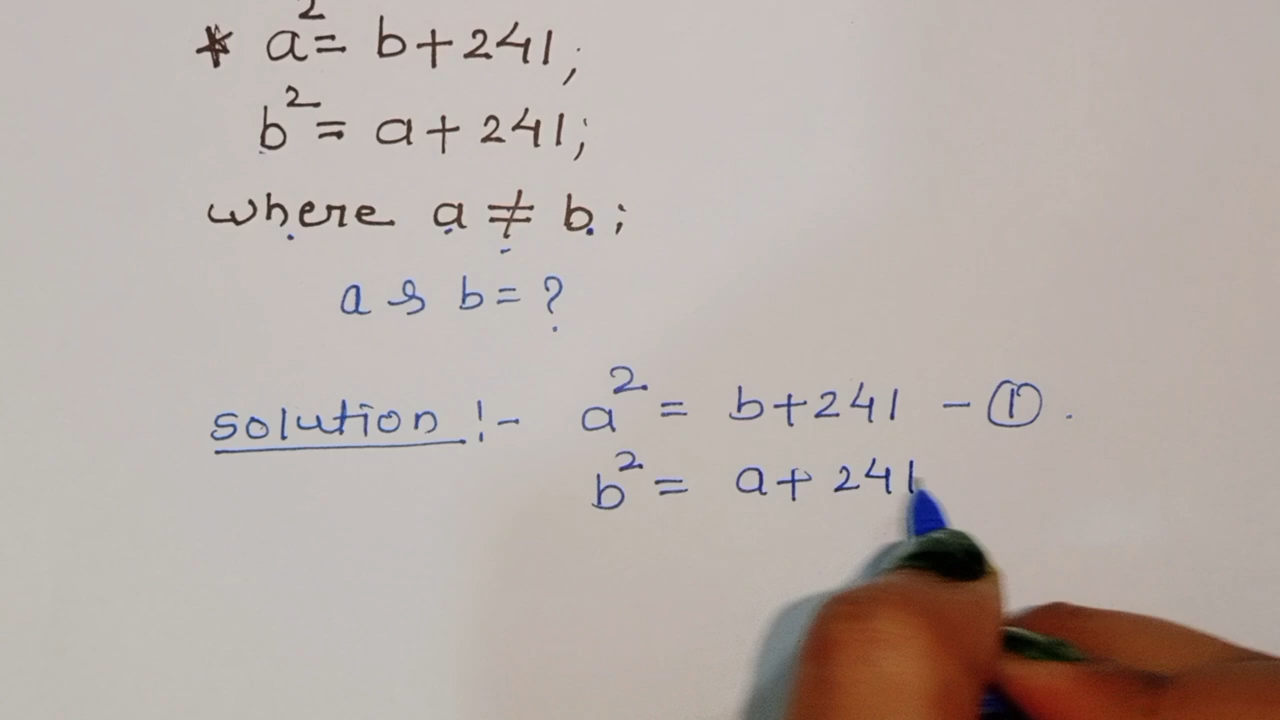 * a² = b+241;
b² = a+241;
where a ≠ b;
a & b = ?
solution :- a² = b+241 - ①.
b² = a+241